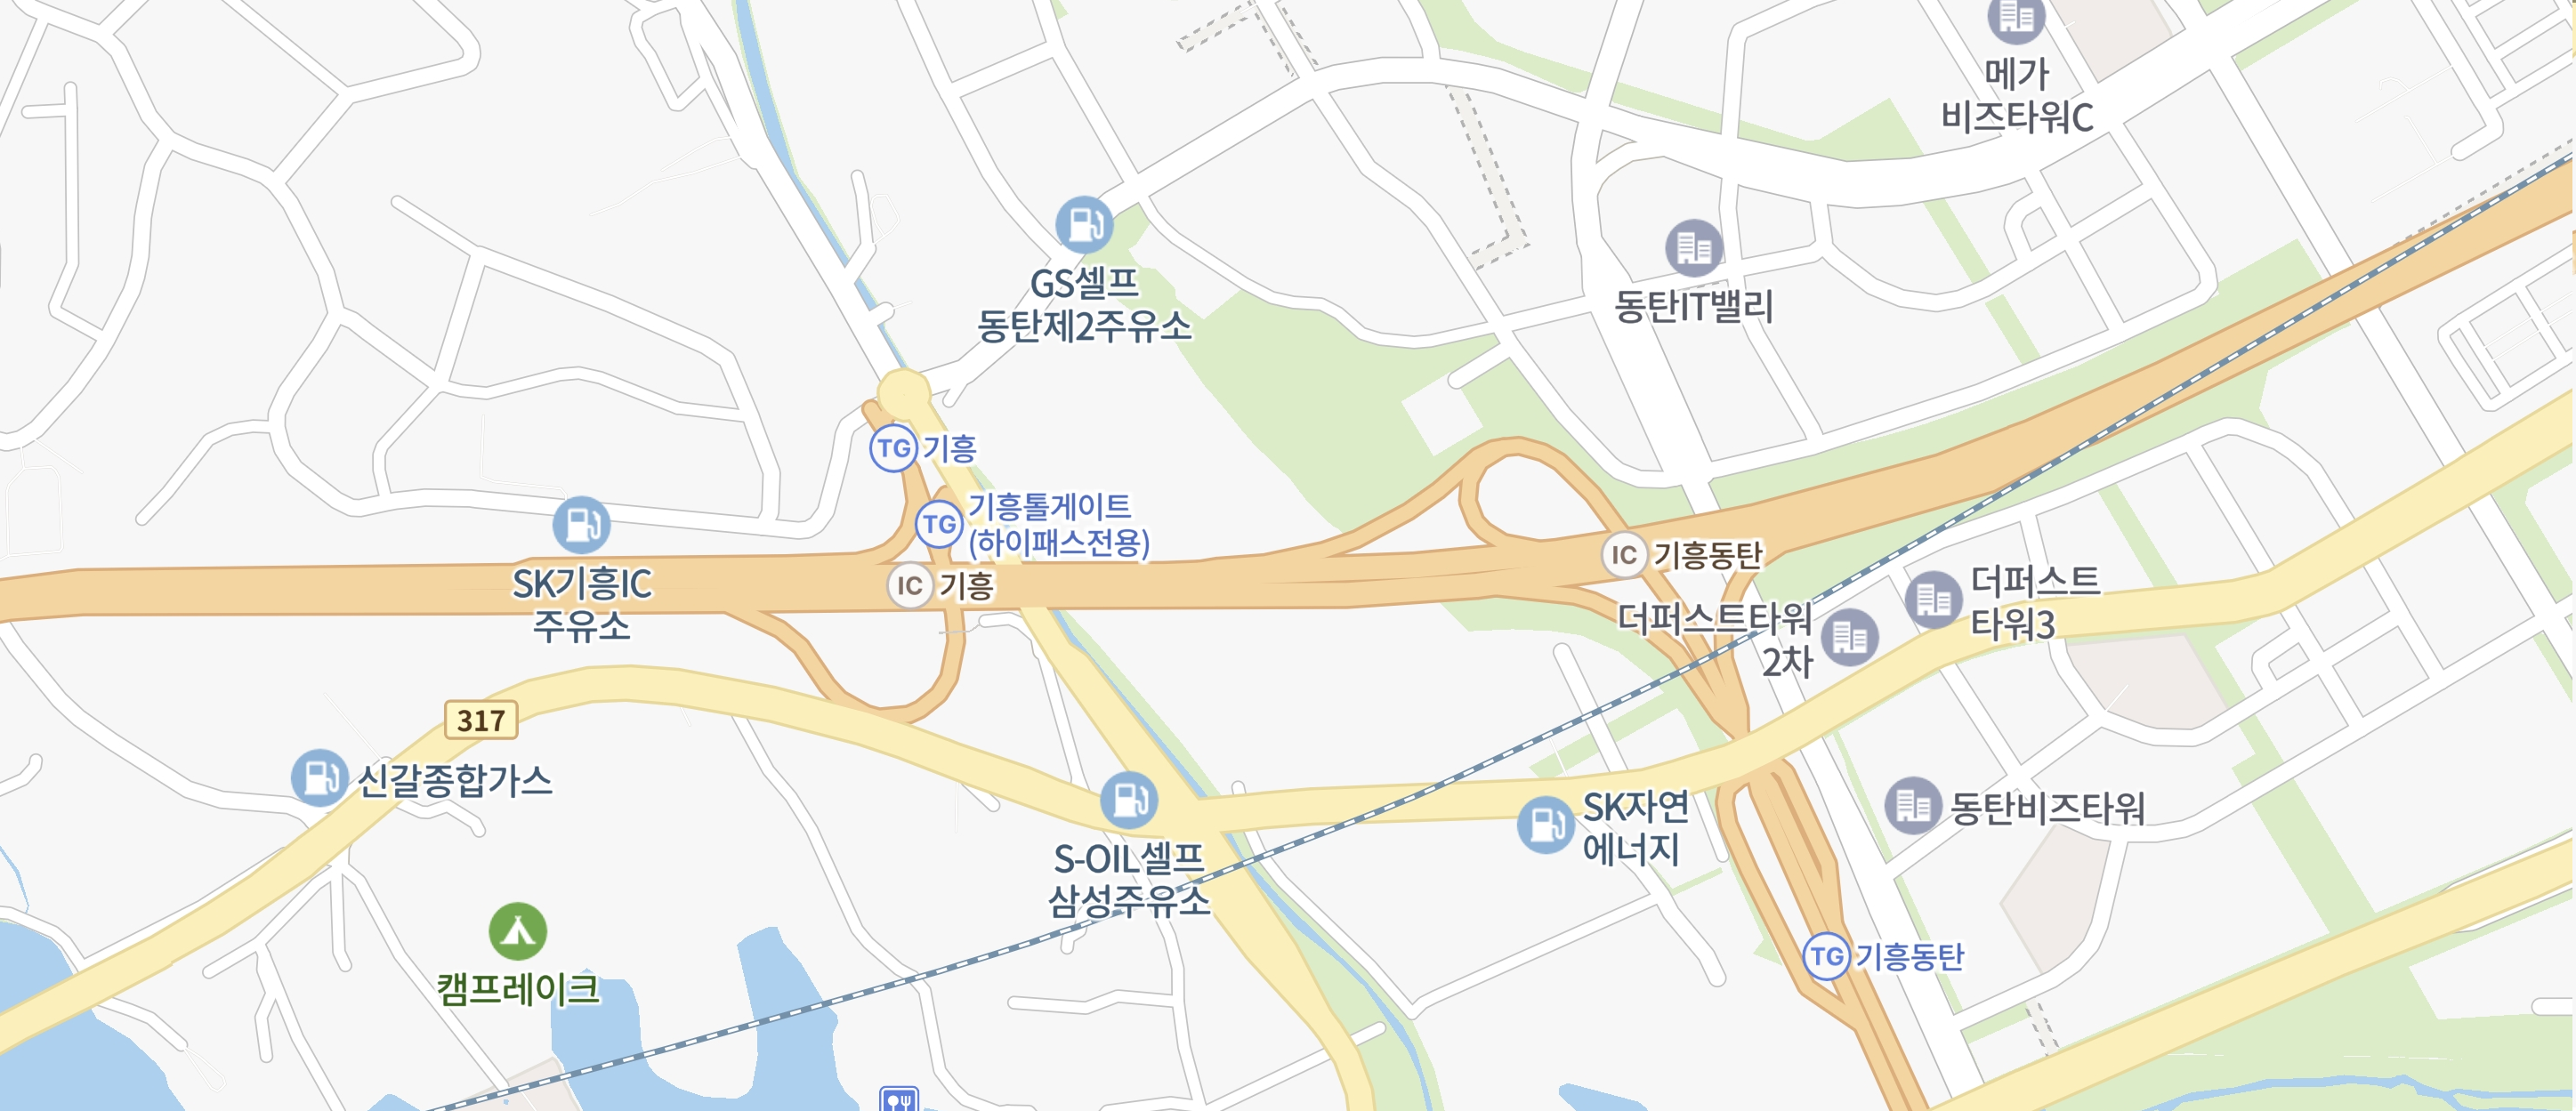 메가
비즈타워C
GS셀프
동탄제2주유소
동탄IT밸리
TG 기흥
기흥톨게이트
TG
(하이패스전용)
SK기흥IC
주유소
IC 기흥
IC 기흥동탄
더퍼스트타워
2차
더퍼스트
타워3
317
신갈종합가스
S-OIL셀프
삼성주유소
SK자연
에너지
동탄비즈타워
캠프레이크
TG 기흥동탄